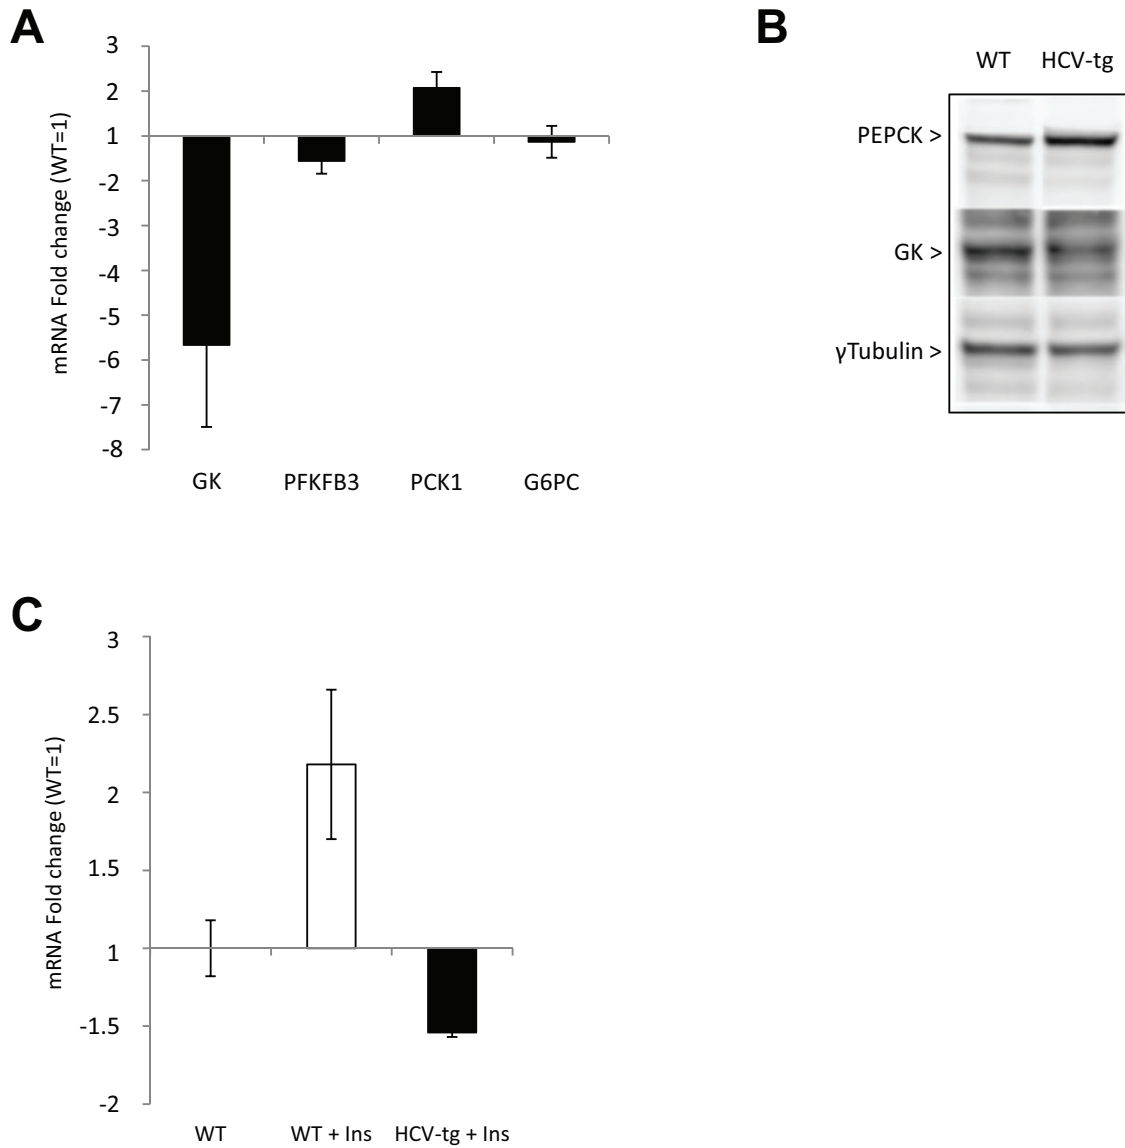 A
3
2
1
-2
-3
-4
-5
-6
-7
-8
mRNA Fold change (WT=1)
GK PFKFB3 PCK1 G6PC
B
WT HCV-tg
PEPCK >
GK >
γTubulin >
C
3
2.5
2
1.5
1
-1.5
-2
mRNA Fold change (WT=1)
WT WT + Ins HCV-tg + Ins